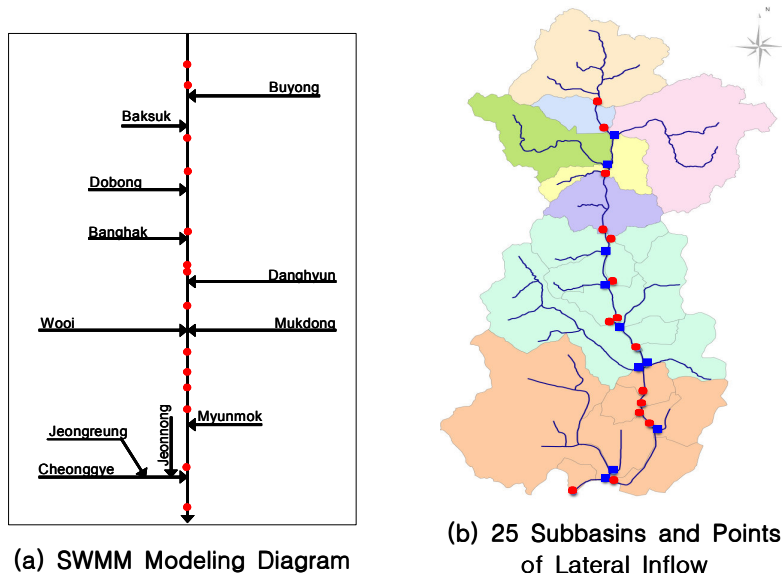 N
Buyong
Baksuk
Dobong
Banghak
Danghyun
Wooi
Mukdong
Myunmok
Jeongreung
Jeonnong
Cheonggye
(a) SWMM Modeling Diagram
(b) 25 Subbasins and Points
of Lateral Inflow